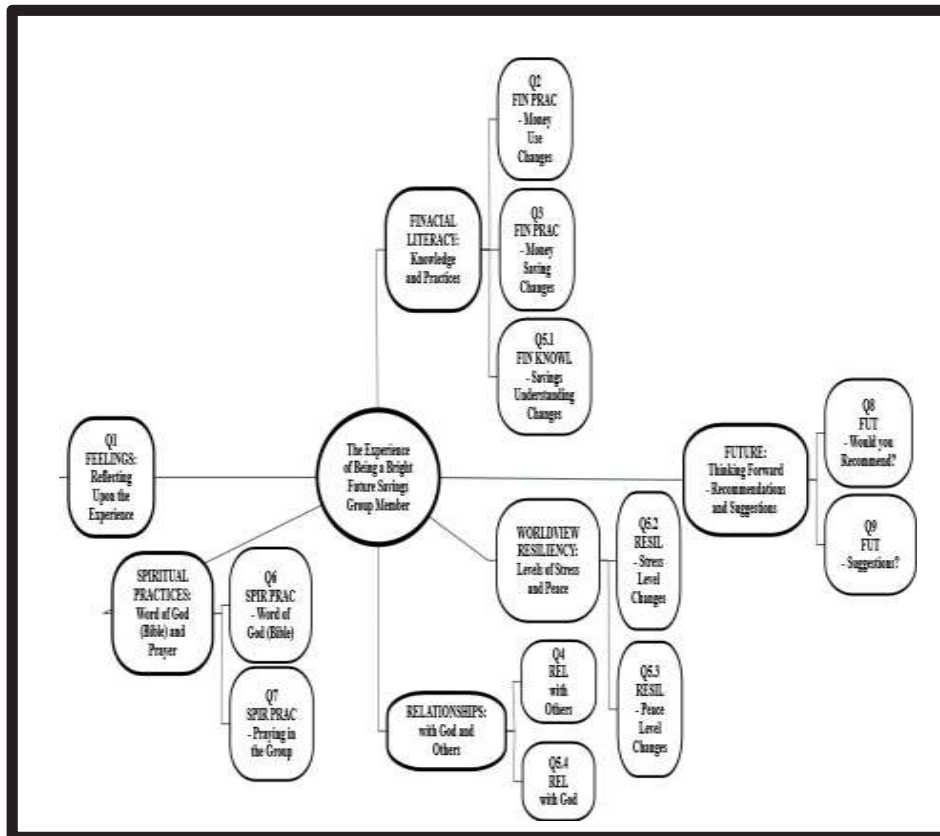 Q2
FIN PRAC
- Money
Use
Changes
FINACIAL
LITERACY:
Knowledge
and Practices
Q3
FIN PRAC
- Money
Saving
Changes
Q5.1
FIN KNOWL
- Savings
Understanding
Changes
Q1
FEELINGS:
Reflecting
Upon the
Experience
The Experience
of Being a Bright
Future Savings
Group Member
FUTURE:
Thinking Forward
- Recommendations
and Suggestions
Q8
FUT
- Would you
Recommend?
Q9
FUT
- Suggestions?
WORLDVIEW
RESILIENCY:
Levels of Stress
and Peace
Q5.2
RESIL
- Stress
Level
Changes
Q5.3
RESIL
- Peace
Level
Changes
SPIRITUAL
PRACTICES:
Word of God
(Bible) and
Prayer
Q6
SPIR PRAC
- Word of
God (Bible)
Q7
SPIR PRAC
- Praying in
the Group
RELATIONSHIPS:
with God and
Others
Q4
REL
with
Others
Q5.4
REL
with God